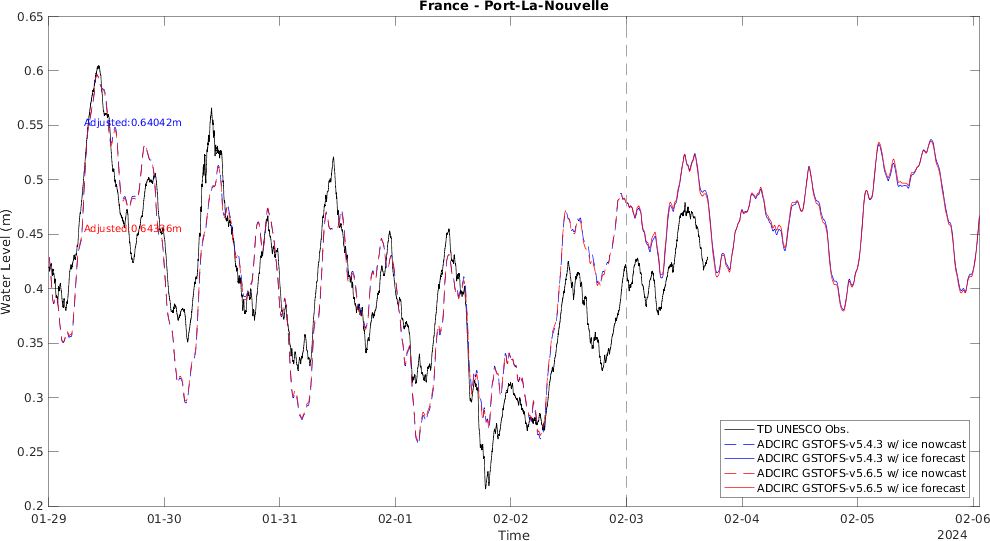 France - Port-La-Nouvelle
0.65
0.6
0.55
0.5
0.45
0.4
0.35
0.3
0.25
0.2
Water Level (m)
Adjusted:0.64042m
Adjusted:0.64336m
TD UNESCO Obs.
ADCIRC GSTOFS-v5.4.3 w/ ice nowcast
ADCIRC GSTOFS-v5.4.3 w/ ice forecast
ADCIRC GSTOFS-v5.6.5 w/ ice nowcast
ADCIRC GSTOFS-v5.6.5 w/ ice forecast
01-29 01-30 01-31 02-01 02-02 02-03 02-04 02-05 02-06
Time
2024